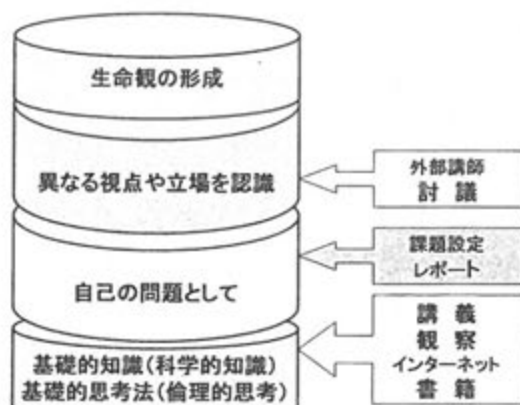 生命観の形成
異なる視点や立場を認識
外部講師
討議
課題設定
レポート
自己の問題として
講義
観察
インターネット
書籍
基礎的知識(科学的知識)
基礎的思考法(倫理的思考)